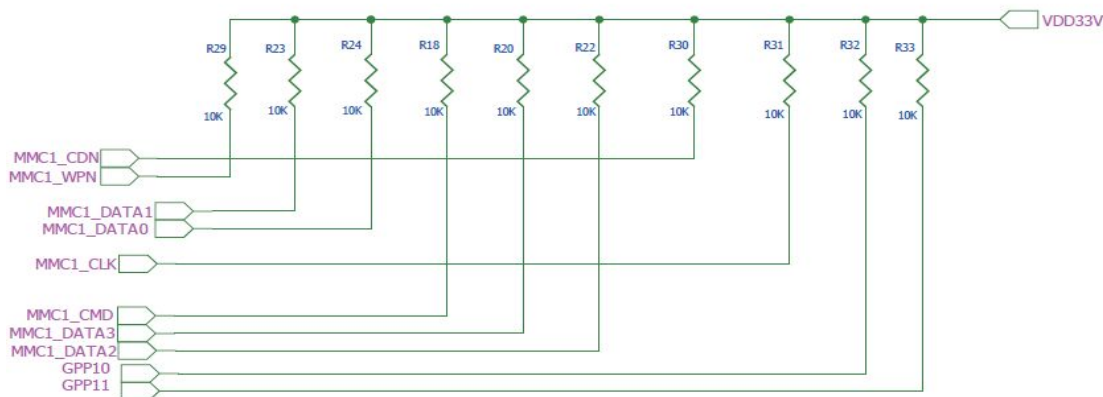 VDD33V
R29
R23
R24
R18
R20
R22
R30
R31
R32
R33
10K
10K
10K
10K
10K
10K
10K
10K
10K
10K
MMC1_CDN
MMC1_WPN
MMC1_DATA1
MMC1_DATA0
MMC1_CLK
MMC1_CMD
MMC1_DATA3
MMC1_DATA2
GPP10
GPP11